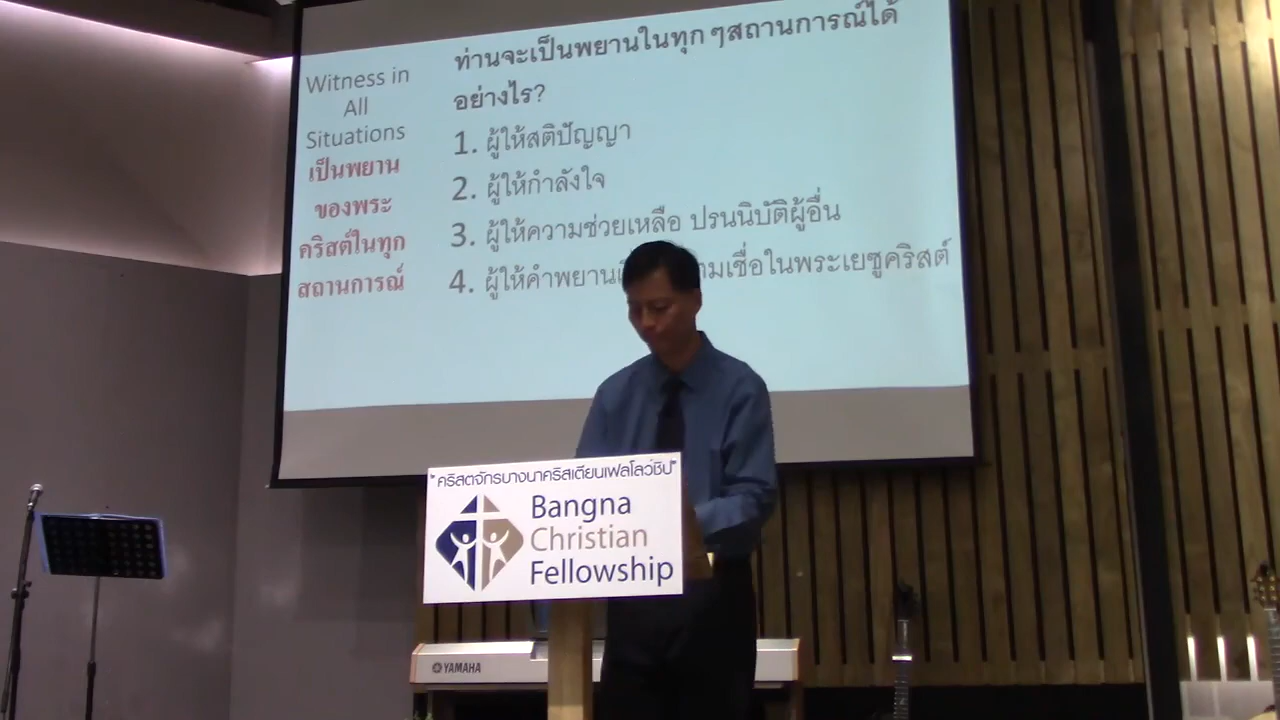 Witness in
All
Situations
เป็นพยาน
ของพระ
คริสต์ในทุก
สถานการณ์
ท่านจะเป็นพยานในทุกๆสถานการณ์ได้
อย่างไร?
1. ผู้ให้สติปัญญา
2. ผู้ให้กำลังใจ
3. ผู้ให้ความช่วยเหลือ ปรนนิบัติผู้อื่น
4. ผู้ให้คำพยาน เชื่อในพระเยซูคริสต์
"คริสตจักรบางนาคริสเตียนเฟลโลว์ชิป"
Bangna
Christian
Fellowship
YAMAHA